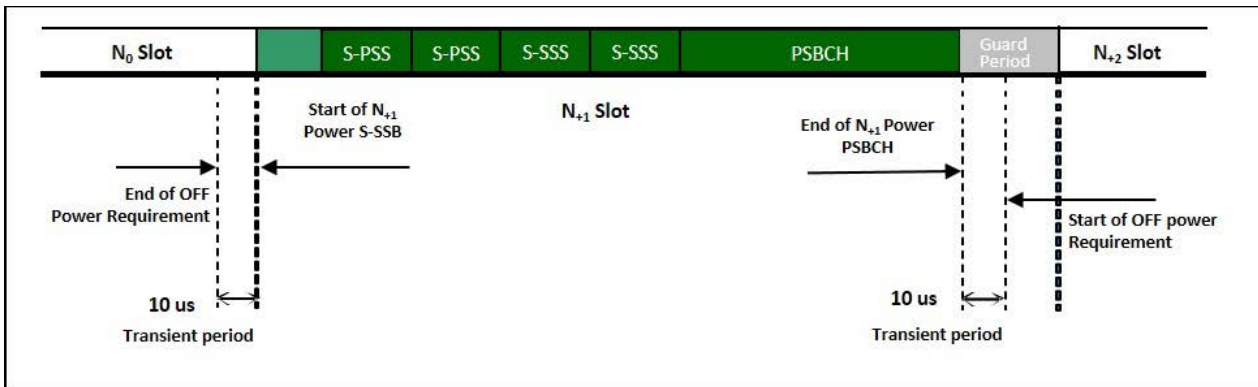 N₀ Slot
S-PSS
S-PSS
S-SSS
S-SSS
PSBCH
Guard
Period
N₊₂ Slot
Start of N₊₁
Power S-SSB
N₊₁ Slot
End of N₊₁ Power
PSBCH
End of OFF
Power Requirement
Start of OFF power
Requirement
10 us
Transient period
10 us
Transient period